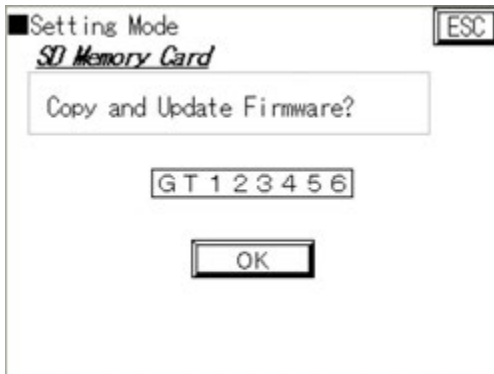 ■Setting Mode
ESC
SD Memory Card
Copy and Update Firmware?
GT123456
OK